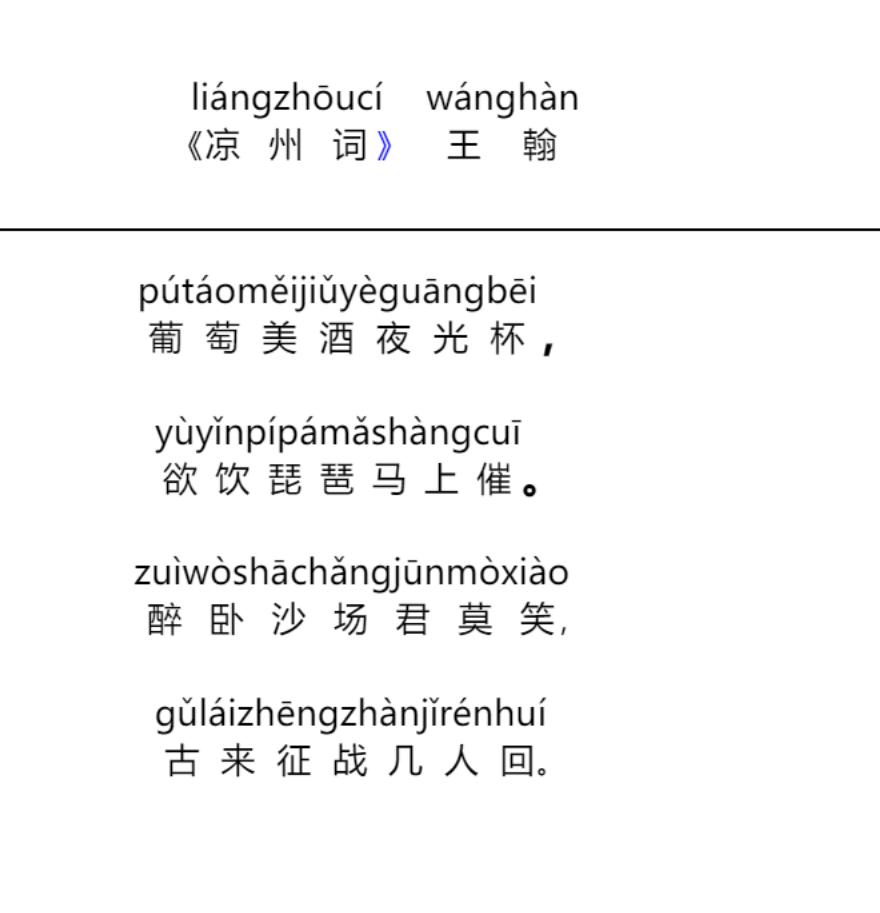 liángzhōucí wánghàn
《凉州词》 王翰
pútáoměijiǔyèguāngbēi
葡萄美酒夜光杯，
yùyǐnpípámǎshàngcuī
欲饮琵琶马上催。
zuìwòshāchǎngjūnmòxiào
醉卧沙场君莫笑,
gǔláizhēngzhànjǐrénhuí
古来征战几人回。